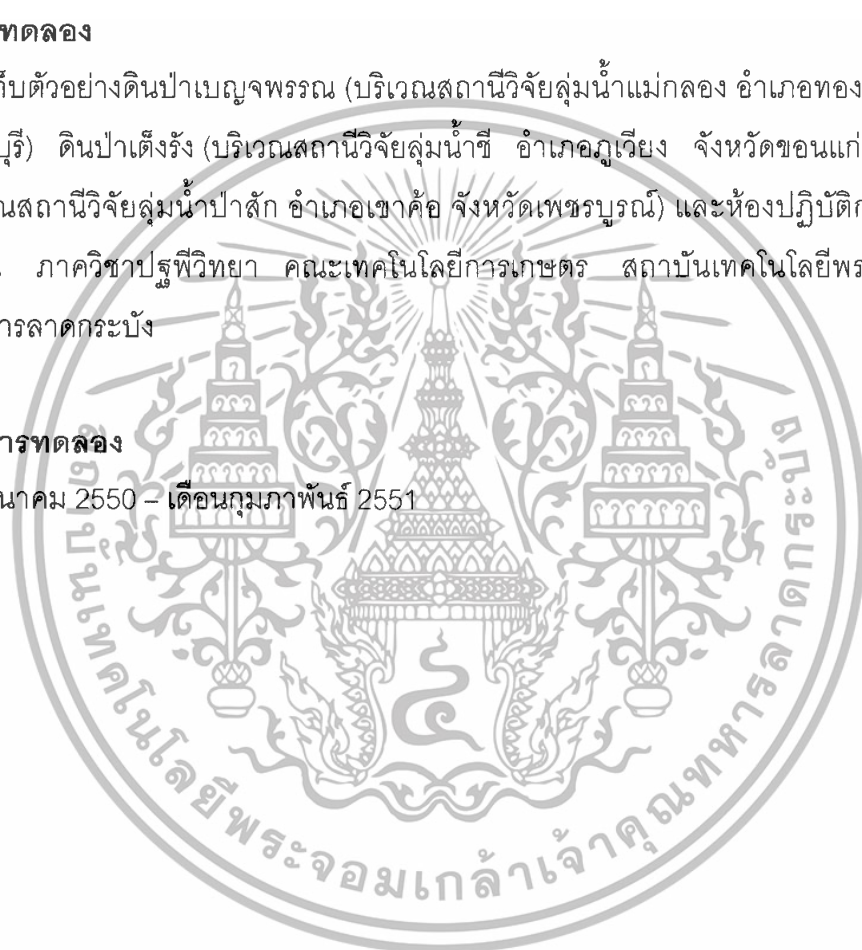 ทดลอง
ก็บตัวอย่างดินป่าเบญจพรรณ (บริเวณสถานีวิจัยลุ่มน้ำแม่กลอง อำเภอทอง
บุรี) ดินป่าเต็งรัง (บริเวณสถานีวิจัยลุ่มน้ำชี อำเภอภูเวียง จังหวัดขอนแก่
ณสถานีวิจัยลุ่มน้ำป่าสัก อำเภอเขาค้อ จังหวัดเพชรบูรณ์) และห้องปฏิบัติก
ภาควิชาปฐพีวิทยา คณะเทคโนโลยีการเกษตร สถาบันเทคโนโลยีพร
ารลาดกระบัง
ารทดลอง
นาคม 2550 – เดือนกุมภาพันธ์ 2551
สถาบันเทคโนโลยีพระจอมเกล้าเจ้าคุณทหารลาดกระบัง